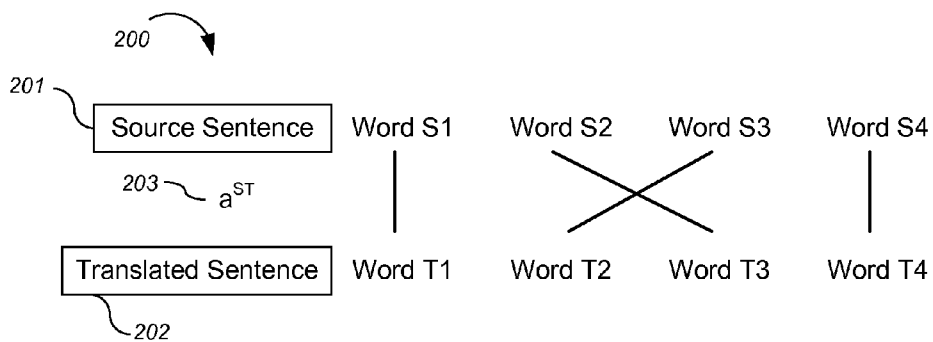 200
201
Source Sentence Word S1 Word S2 Word S3 Word S4
203 aST
Translated Sentence Word T1 Word T2 Word T3 Word T4
202